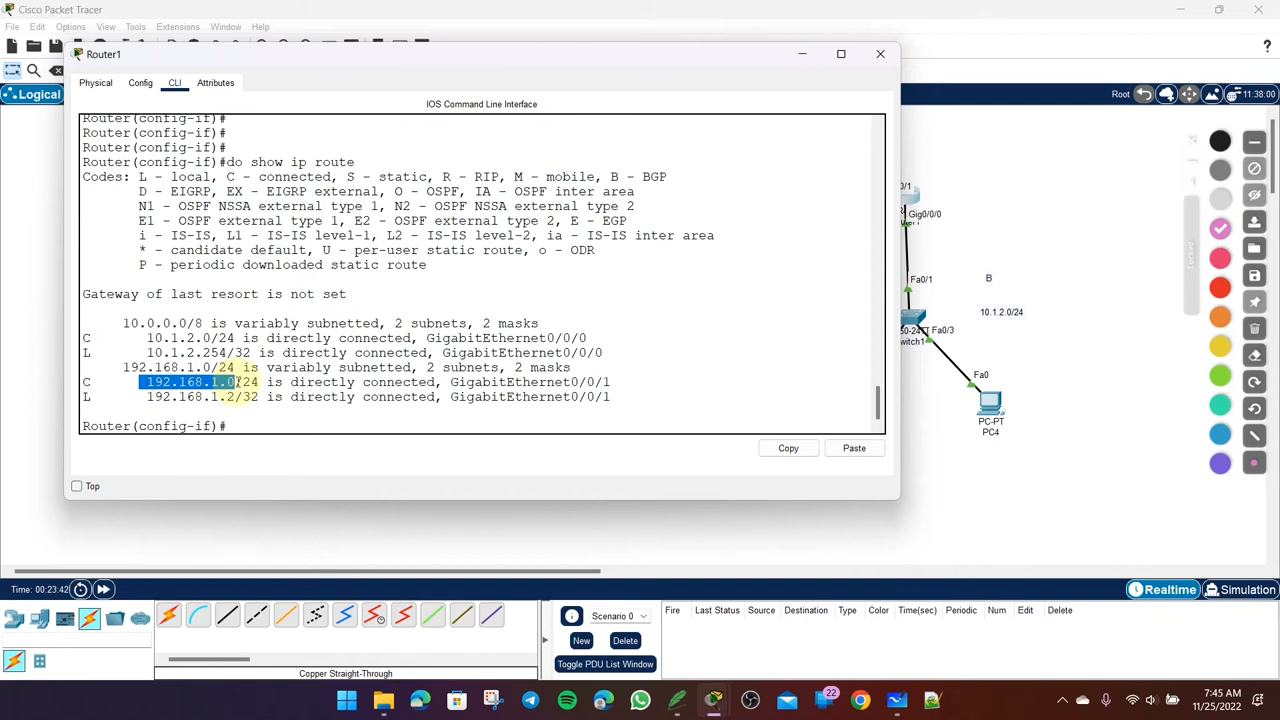 Cisco Packet Tracer
File Edit Options View Tools Extensions Window Help
Router1
Physical Config CLI Attributes
Logical
Root
11:38:00
IOS Command Line Interface
Router(config-if)#
Router(config-if)#
Router(config-if)#
Router(config-if)#do show ip route
Codes: L - local, C - connected, S - static, R - RIP, M - mobile, B - BGP
D - EIGRP, EX - EIGRP external, O - OSPF, IA - OSPF inter area
N1 - OSPF NSSA external type 1, N2 - OSPF NSSA external type 2
E1 - OSPF external type 1, E2 - OSPF external type 2, E - EGP
i - IS-IS, L1 - IS-IS level-1, L2 - IS-IS level-2, ia - IS-IS inter area
* - candidate default, U - per-user static route, o - ODR
P - periodic downloaded static route
Gateway of last resort is not set
10.0.0.0/8 is variably subnetted, 2 subnets, 2 masks
C 10.1.2.0/24 is directly connected, GigabitEthernet0/0/0
L 10.1.2.254/32 is directly connected, GigabitEthernet0/0/0
192.168.1.0/24 is variably subnetted, 2 subnets, 2 masks
C 192.168.1.0/24 is directly connected, GigabitEthernet0/0/1
L 192.168.1.2/32 is directly connected, GigabitEthernet0/0/1
Router(config-if)#
Copy Paste
Top
0/1
Gig0/0/0
Fa0/1
B
10.1.2.0/24
50-24TT
Switch1
Fa0/3
Fa0
PC-PT
PC4
Time: 00:23:42
Realtime
Simulation
Scenario 0
New Delete
Toggle PDU List Window
Fire Last Status Source Destination Type Color Time(sec) Periodic Num Edit Delete
Copper Straight-Through
22
7:45 AM
11/25/2022